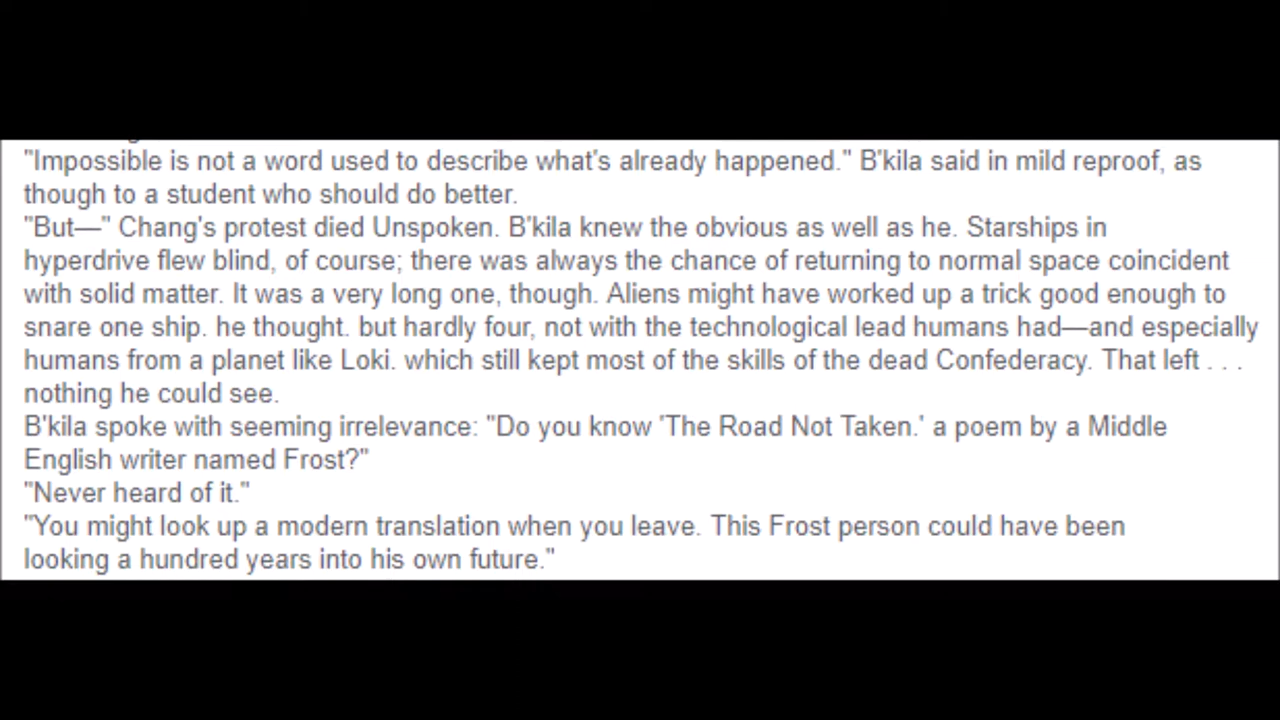 "Impossible is not a word used to describe what's already happened." B'kila said in mild reproof, as
though to a student who should do better.
"But—" Chang's protest died Unspoken. B'kila knew the obvious as well as he. Starships in
hyperdrive flew blind, of course; there was always the chance of returning to normal space coincident
with solid matter. It was a very long one, though. Aliens might have worked up a trick good enough to
snare one ship. he thought. but hardly four, not with the technological lead humans had—and especially
humans from a planet like Loki. which still kept most of the skills of the dead Confederacy. That left . . .
nothing he could see.
B'kila spoke with seeming irrelevance: "Do you know 'The Road Not Taken.' a poem by a Middle
English writer named Frost?"
"Never heard of it."
"You might look up a modern translation when you leave. This Frost person could have been
looking a hundred years into his own future."